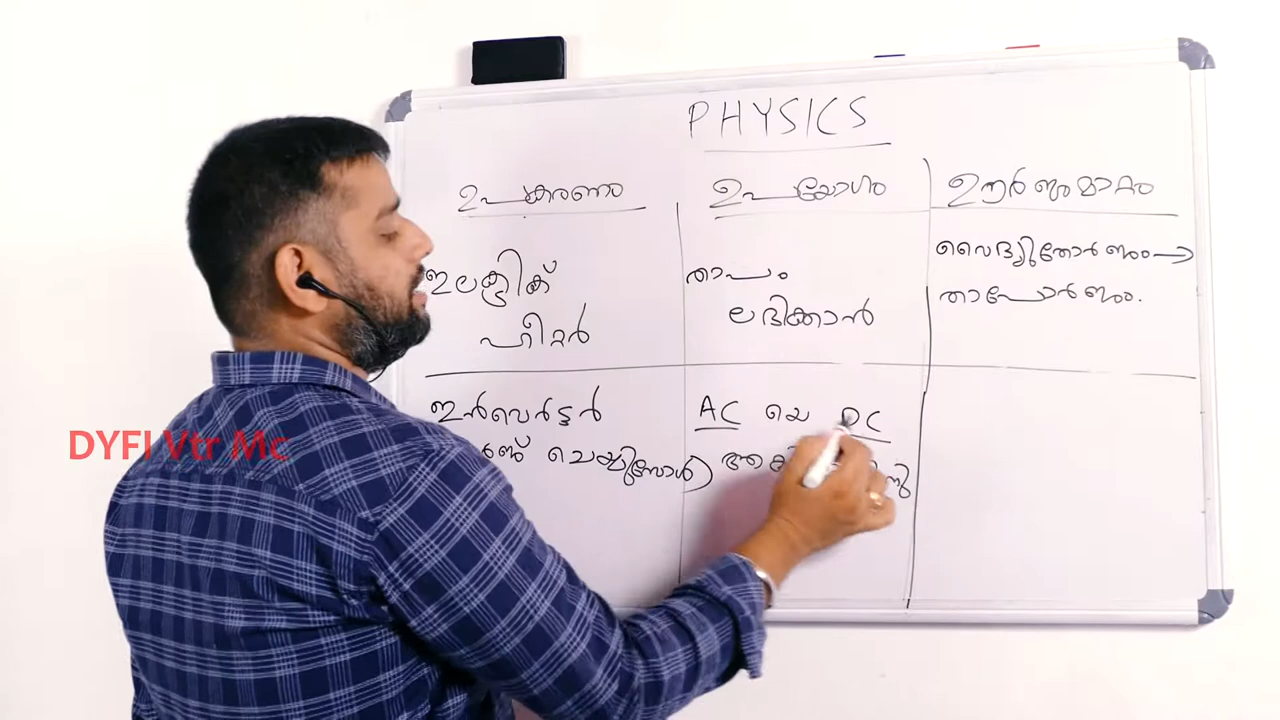 PHYSICS
ഉപകരണം
ഉപയോഗം
ഊർജ്ജമാറ്റം
ഇലക്ട്രിക്
ഹീറ്റർ
താപം
ലഭിക്കാൻ
വൈദ്യുതോർജ്ജം→
താപോർജ്ജം.
ഇൻവെർട്ടർ
ചെയ്യുമ്പോൾ)
AC യെ DC
DYFI Vtr Mc